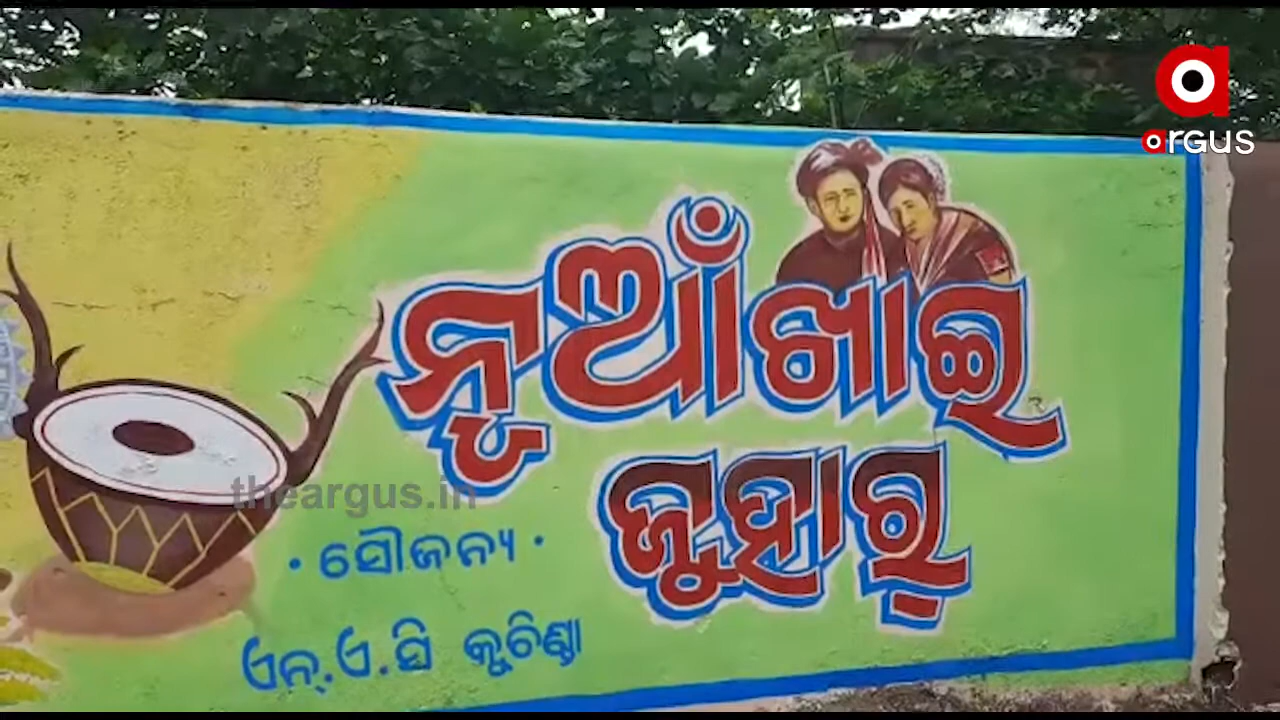 argus
ନୂଆଁଖାଇ
ଜୁହାର୍
theargus.in
• ସୌଜନ୍ୟ •
ଏନ୍.ଏ.ସି କୁଚିଣ୍ଡା